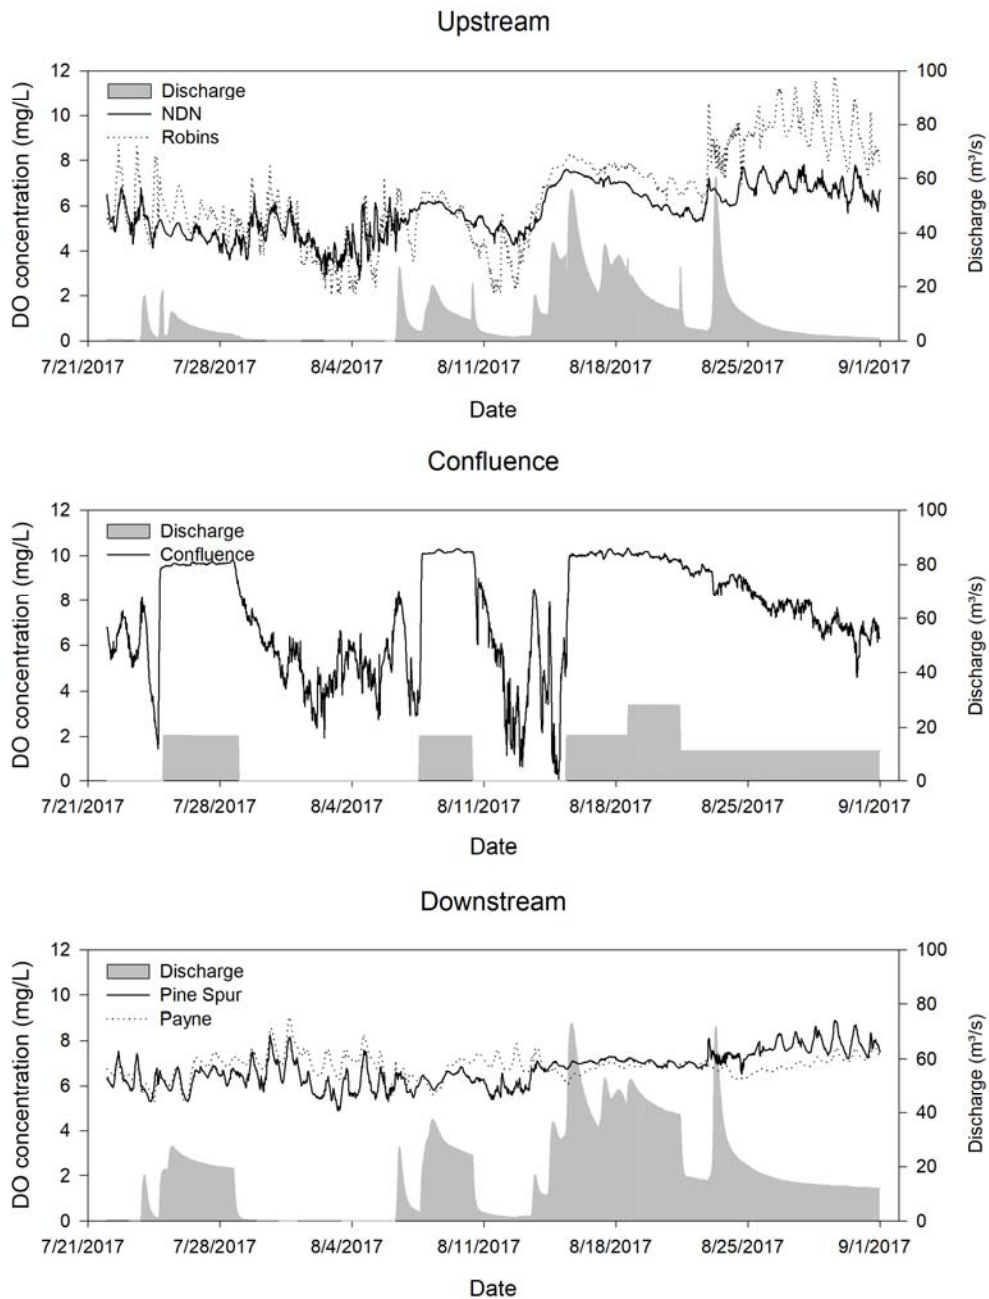 Upstream
12
10
8
6
4
2
0
DO concentration (mg/L)
Discharge
NDN
Robins
100
80
60
40
20
0
Discharge (m³/s)
7/21/2017 7/28/2017 8/4/2017 8/11/2017 8/18/2017 8/25/2017 9/1/2017
Date
Confluence
12
10
8
6
4
2
0
DO concentration (mg/L)
Discharge
Confluence
100
80
60
40
20
0
Discharge (m³/s)
7/21/2017 7/28/2017 8/4/2017 8/11/2017 8/18/2017 8/25/2017 9/1/2017
Date
Downstream
12
10
8
6
4
2
0
DO concentration (mg/L)
Discharge
Pine Spur
Payne
100
80
60
40
20
0
Discharge (m³/s)
7/21/2017 7/28/2017 8/4/2017 8/11/2017 8/18/2017 8/25/2017 9/1/2017
Date